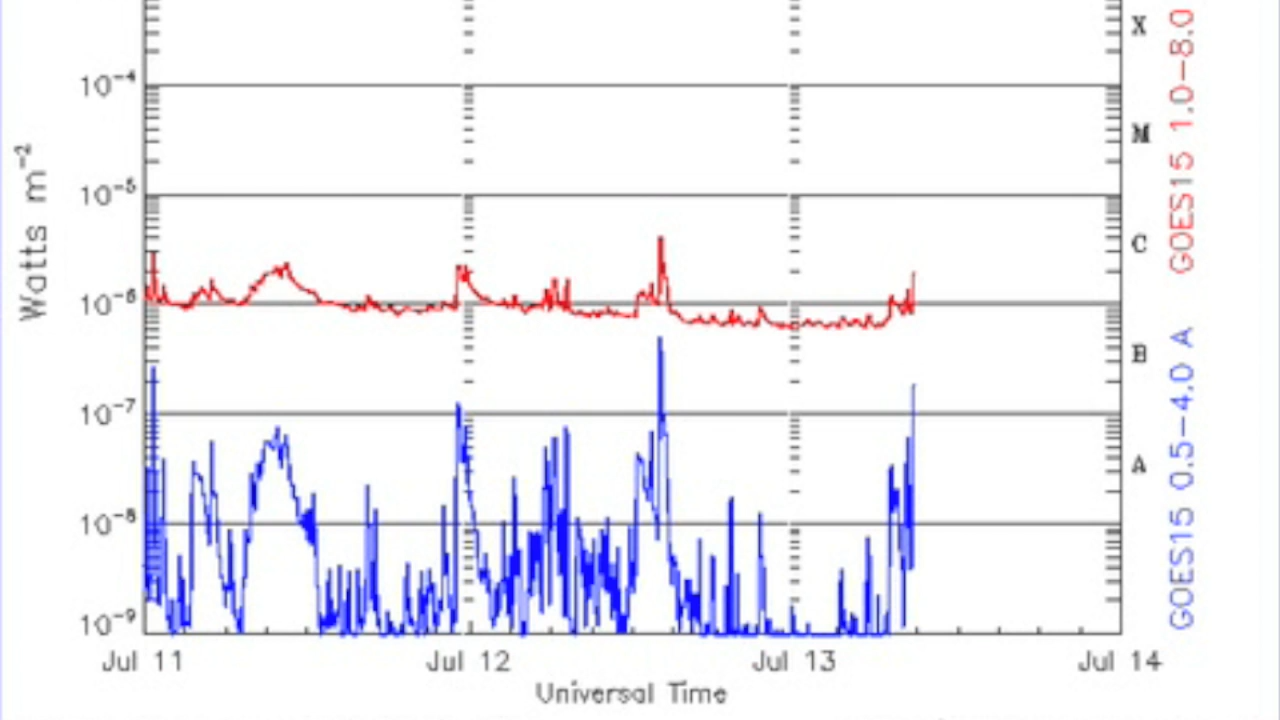 X
10⁻⁴
M
10⁻⁵
C
10⁻⁶
B
10⁻⁷
A
10⁻⁸
10⁻⁹
Watts m⁻²
GOES15 1.0-8.0
GOES15 0.5-4.0 A
Jul 11 Jul 12 Jul 13 Jul 14
Universal Time